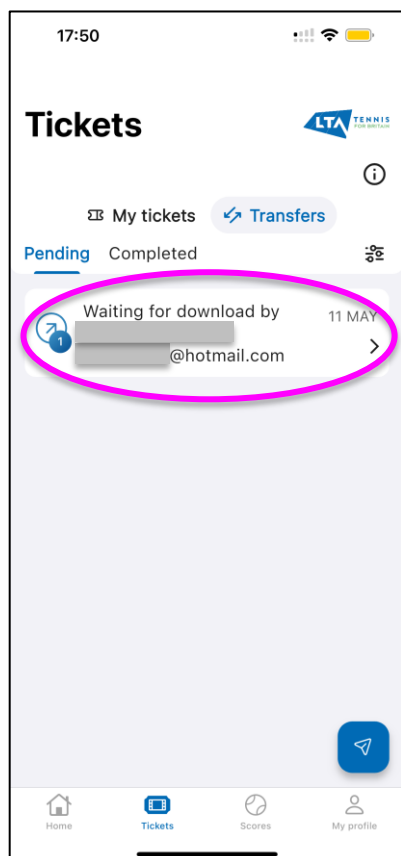 17:50
Tickets
LTA TENNIS
FOR BRITAIN
My tickets Transfers
Pending Completed
Waiting for download by 11 MAY
1
@hotmail.com
Home Tickets Scores My profile